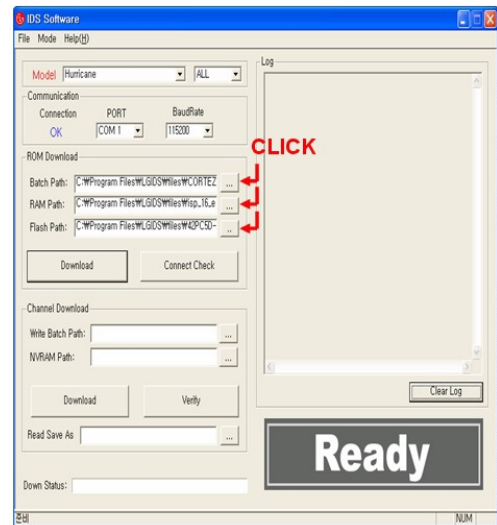 IDS Software
File Mode Help(H)
Model Hurricane ALL
Log
Communication
Connection PORT BaudRate
OK COM 1 115200
CLICK
ROM Download
Batch Path: C:₩Program Files₩LGIDS₩files₩CORTEZ ...
RAM Path: C:₩Program Files₩LGIDS₩files₩isp_16_e ...
Flash Path: C:₩Program Files₩LGIDS₩files₩42PC5D- ...
Download Connect Check
Channel Download
Write Batch Path: ...
NVRAM Path: ...
Download Verify
Clear Log
Read Save As ...
Ready
Down Status:
준비 NUM